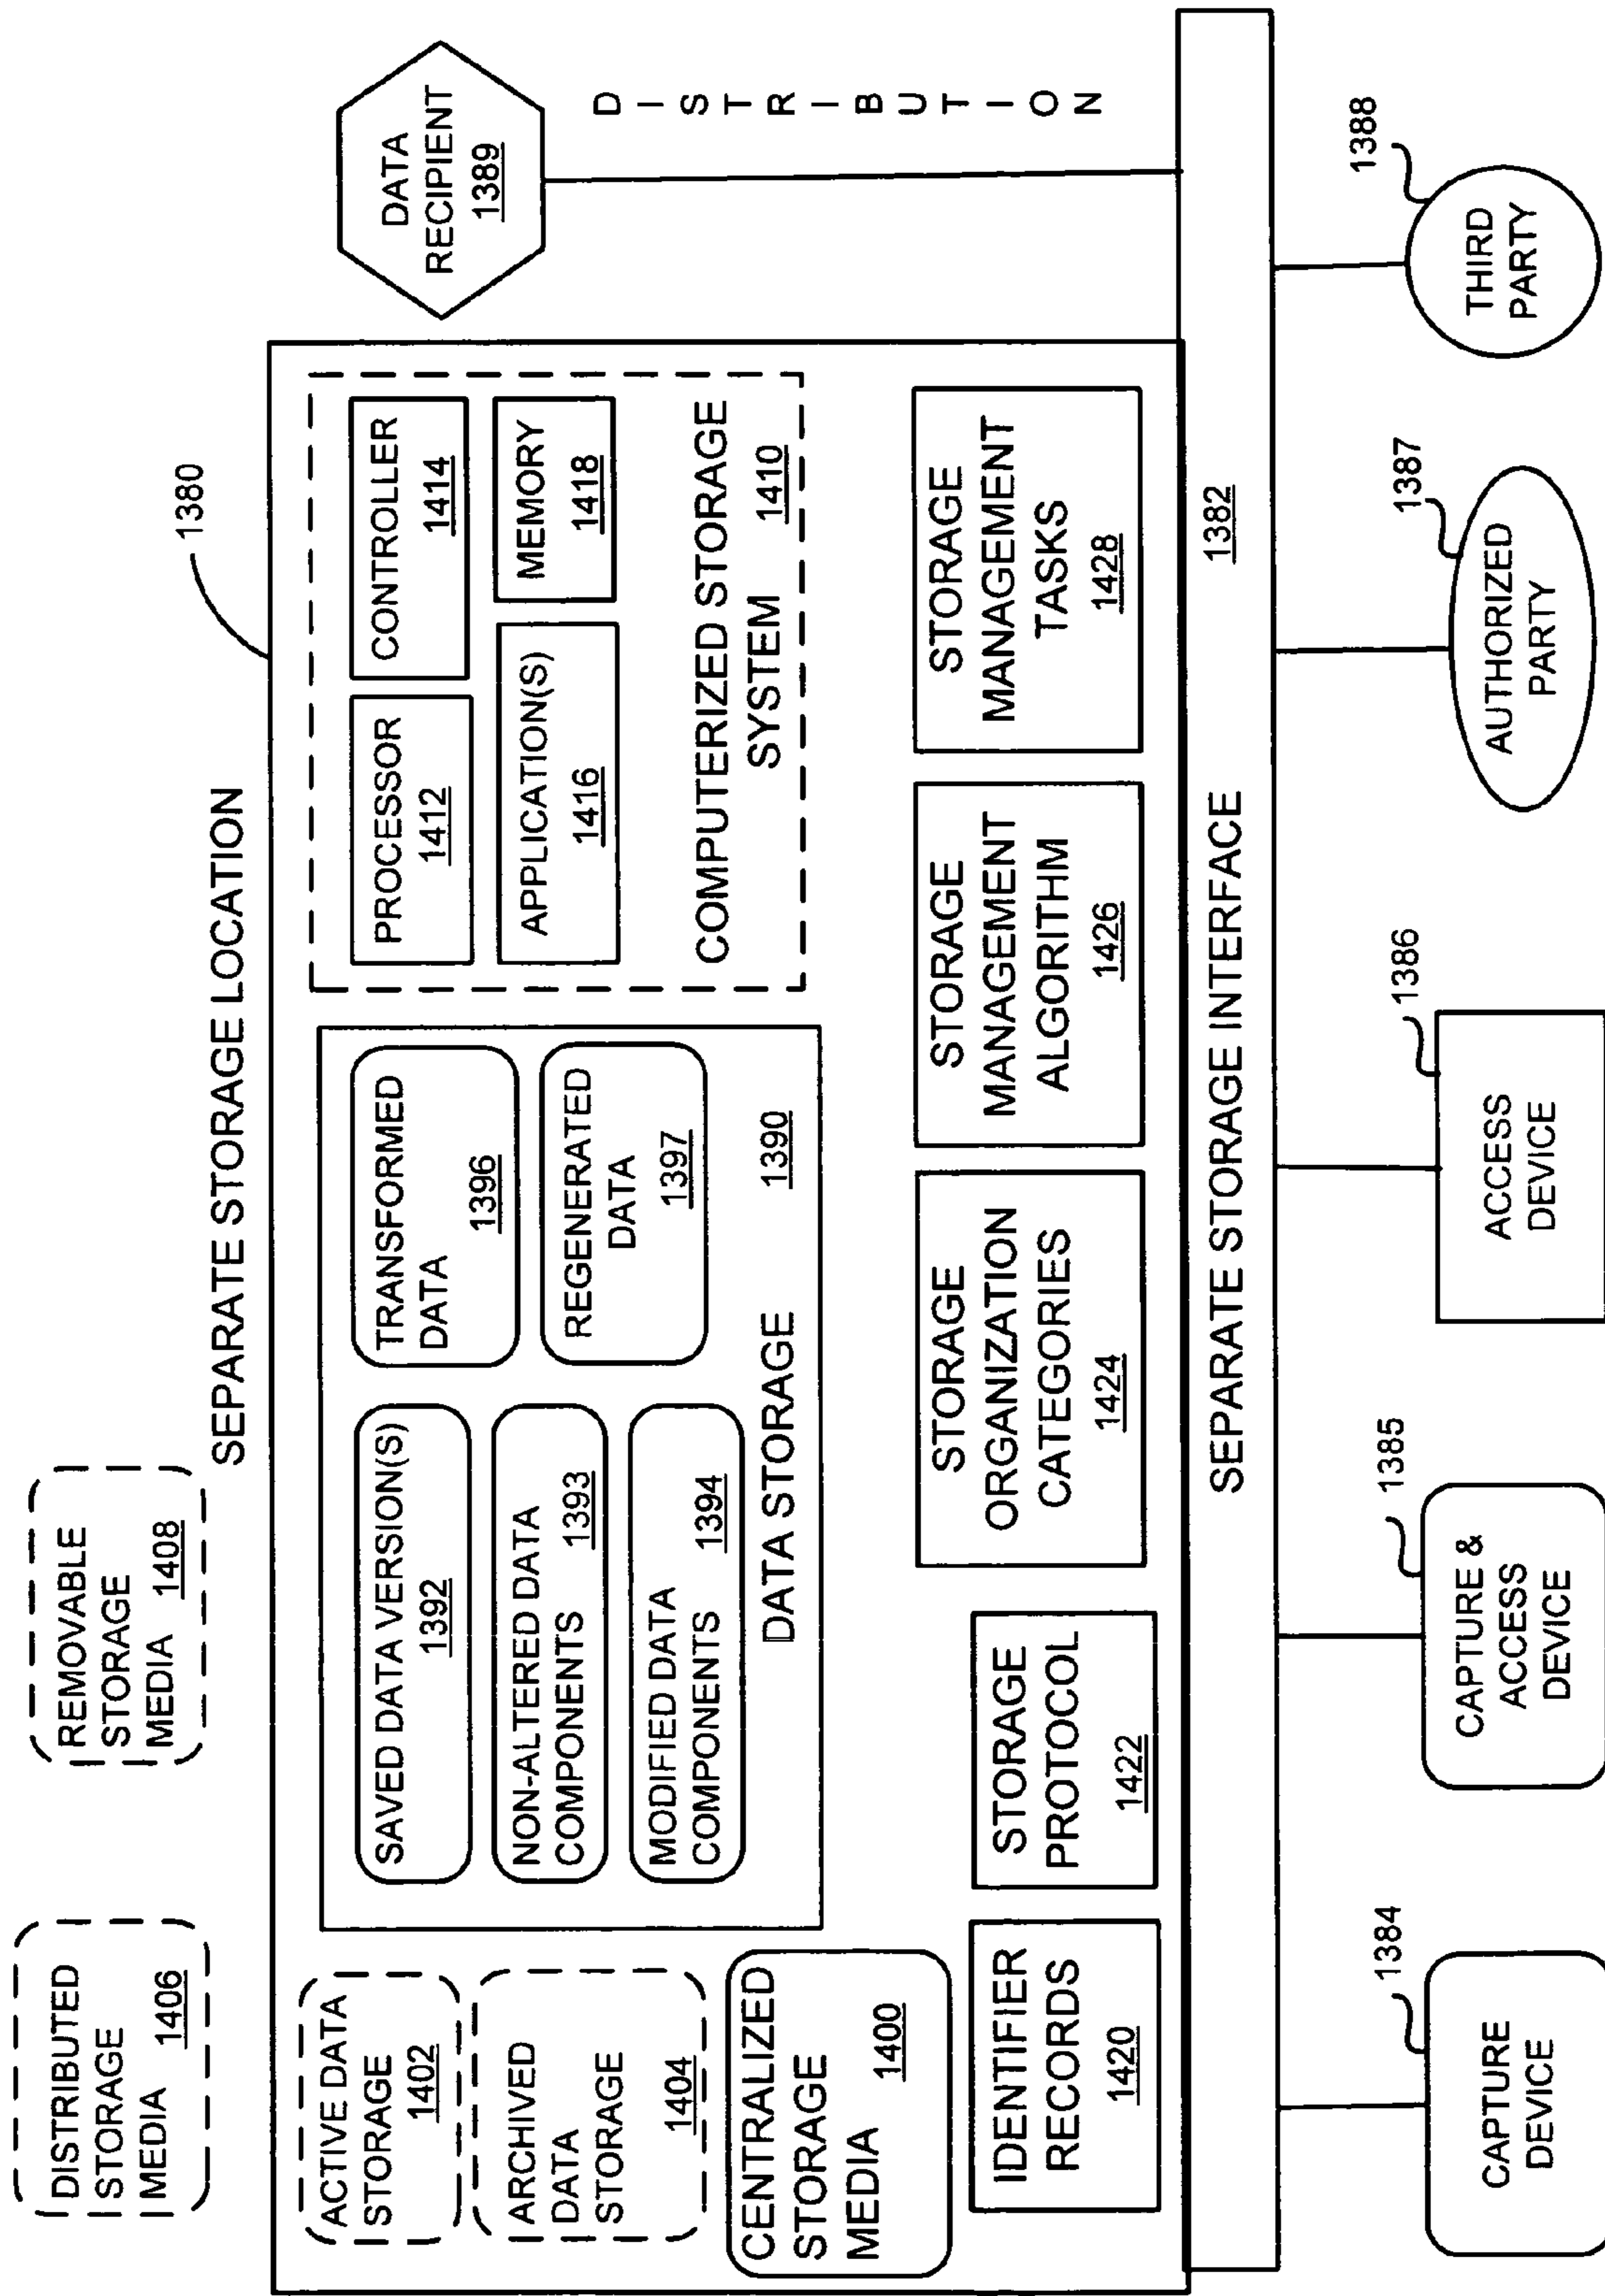 DISTRIBUTED
STORAGE
MEDIA 1406
REMOVABLE
STORAGE
MEDIA 1408
SEPARATE STORAGE LOCATION
1380
ACTIVE DATA
STORAGE
1402
ARCHIVED
DATA
STORAGE
1404
CENTRALIZED
STORAGE
MEDIA 1400
SAVED DATA VERSION(S)
1392
NON-ALTERED DATA
COMPONENTS 1393
MODIFIED DATA
COMPONENTS 1394
TRANSFORMED
DATA
1396
REGENERATED
DATA
1397
DATA STORAGE 1390
PROCESSOR
1412
CONTROLLER
1414
APPLICATION(S)
1416
MEMORY
1418
COMPUTERIZED STORAGE
SYSTEM 1410
DATA
RECIPIENT
1389
DISTRIBUTION
IDENTIFIER
RECORDS
1420
STORAGE
PROTOCOL
1422
STORAGE
ORGANIZATION
CATEGORIES
1424
STORAGE
MANAGEMENT
ALGORITHM
1426
STORAGE
MANAGEMENT
TASKS
1428
SEPARATE STORAGE INTERFACE 1382
1384
CAPTURE
DEVICE
1385
CAPTURE &
ACCESS
DEVICE
1386
ACCESS
DEVICE
1387
AUTHORIZED
PARTY
1388
THIRD
PARTY